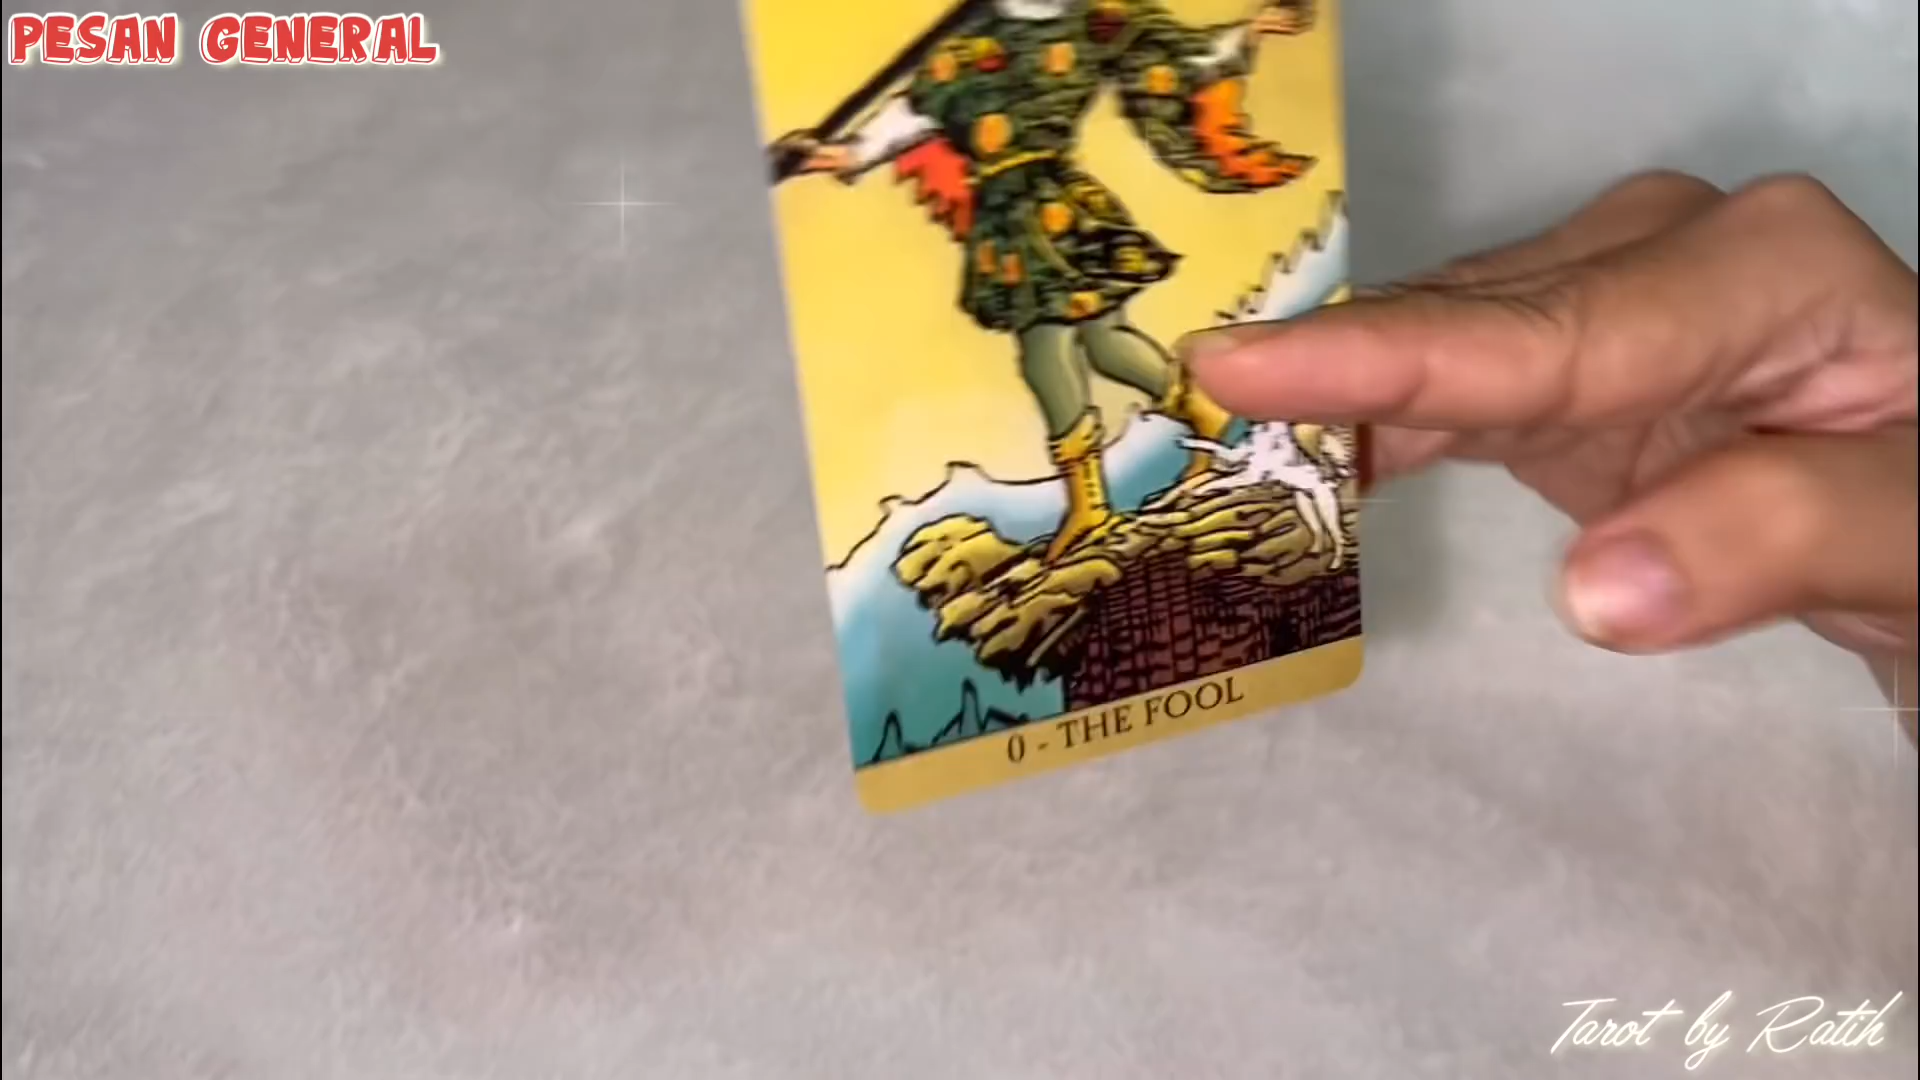 PESAN GENERAL
0 - THE FOOL
Tarot by Ratih